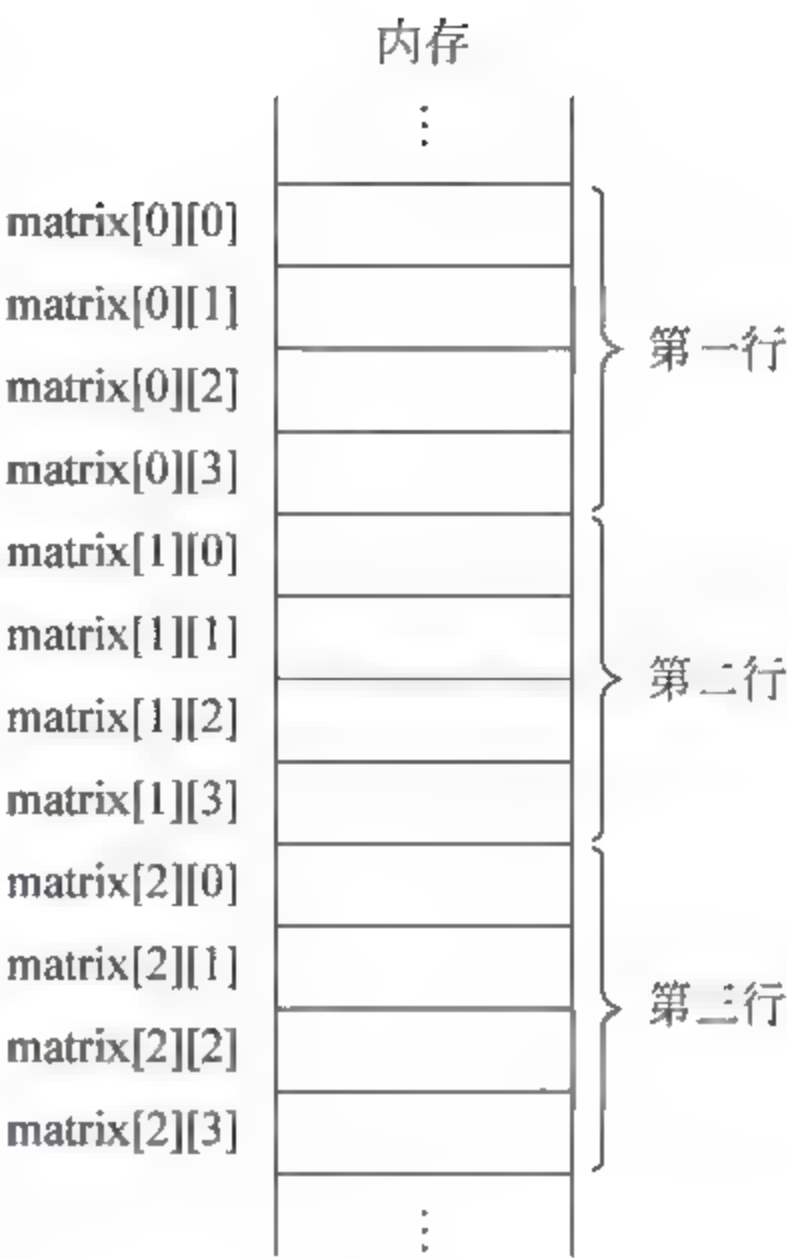 内存
⋮
matrix[0][0]
matrix[0][1]
matrix[0][2]
第一行
matrix[0][3]
matrix[1][0]
matrix[1][1]
matrix[1][2]
第二行
matrix[1][3]
matrix[2][0]
matrix[2][1]
matrix[2][2]
第三行
matrix[2][3]
⋮